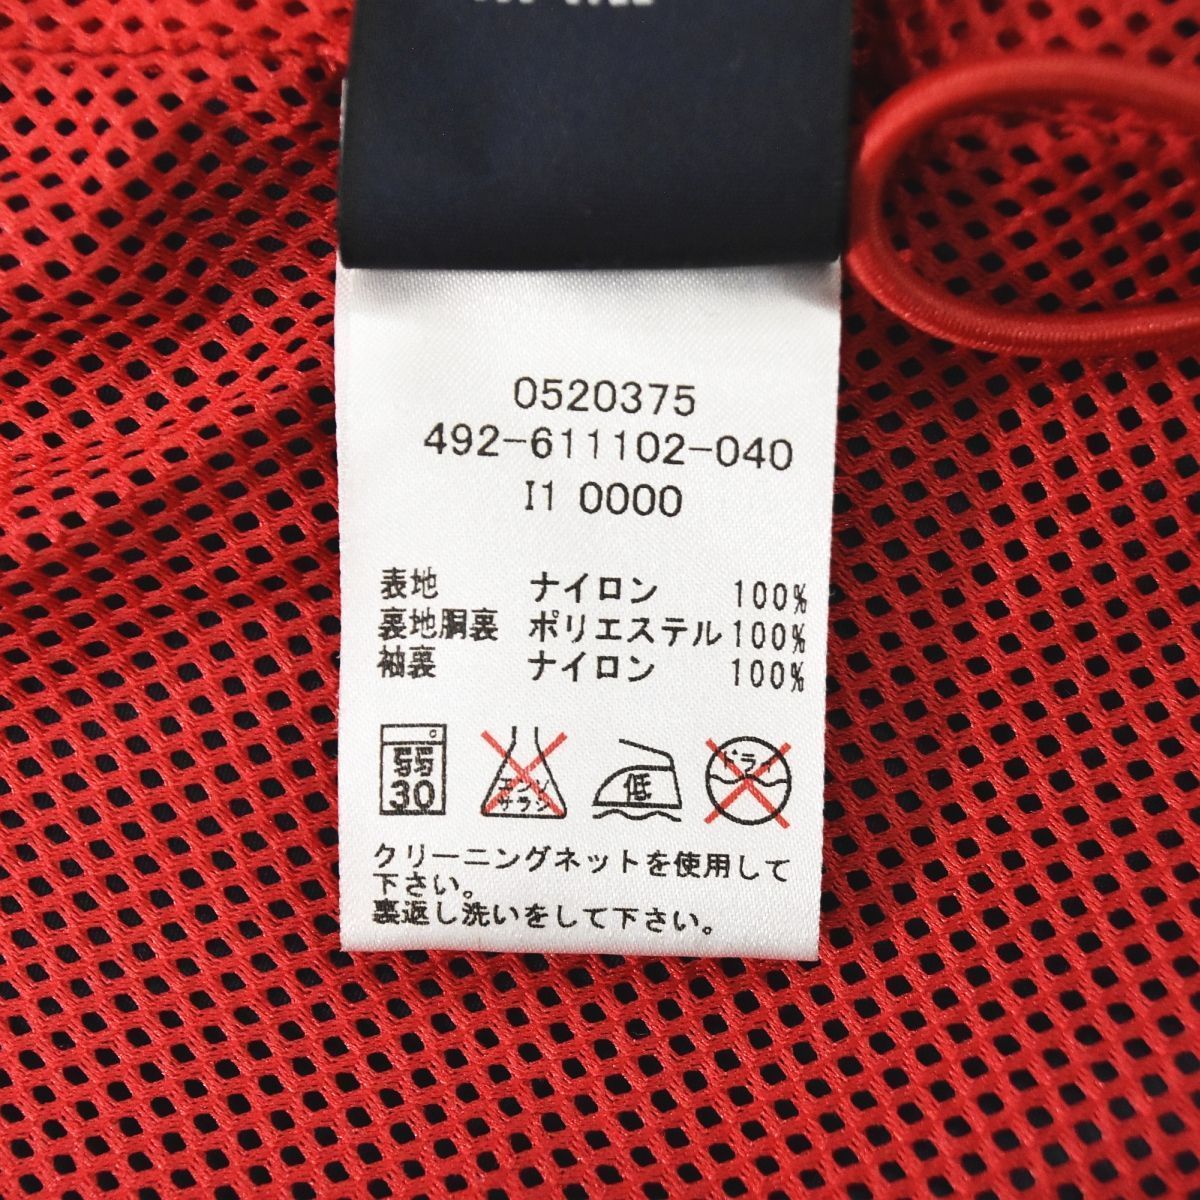 0520375
492-611102-040
I1 0000
表地 ナイロン 100%
裏地胴裏 ポリエステル 100%
袖裏 ナイロン 100%
弱 30
エンソ サラシ 低 ドライ
クリーニングネットを使用して
下さい。
裏返し洗いをして下さい。